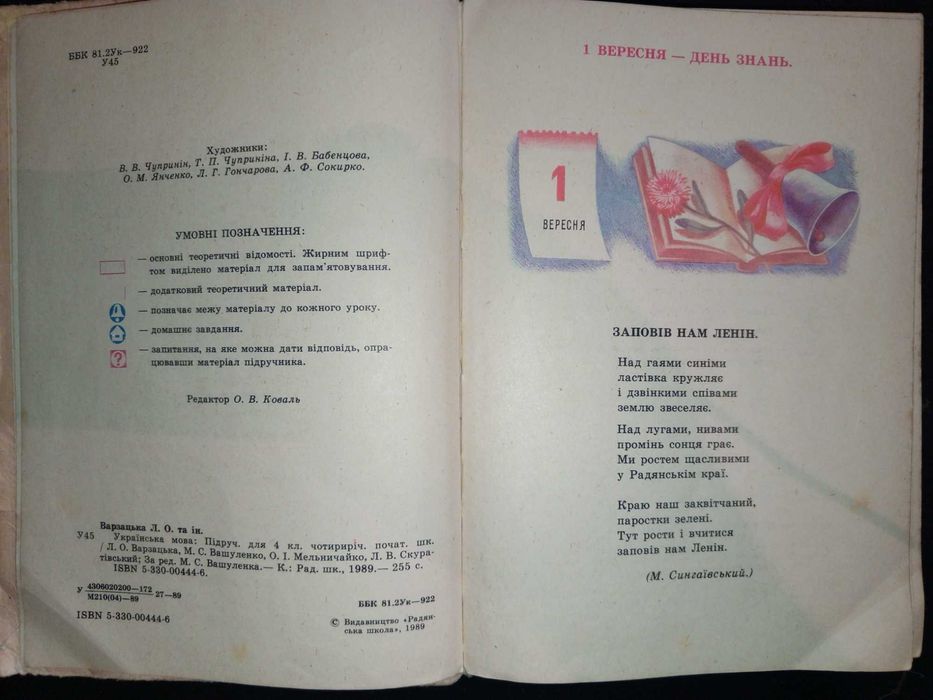 ББК 81.2Ук—922
У45
Художники:
В. В. Чупринін, Т. П. Чуприніна, І. В. Бабенцова,
О. М. Янченко, Л. Г. Гончарова, А. Ф. Сокирко.
УМОВНІ ПОЗНАЧЕННЯ:
— основні теоретичні відомості. Жирним шриф-
том виділено матеріал для запам'ятовування.
— додатковий теоретичний матеріал.
— позначає межу матеріалу до кожного уроку.
— домашнє завдання.
? — запитання, на яке можна дати відповідь, опра-
цювавши матеріал підручника.
Редактор О. В. Коваль
Варзацька Л. О. та ін.
У45 Українська мова: Підруч. для 4 кл. чотириріч. почат. шк.
/ Л. О. Варзацька, М. С. Вашуленко, О. І. Мельничайко, Л. В. Скура-
тівський; За ред. М. С. Вашуленка.— К.: Рад. шк., 1989.— 255 с.
ISBN 5-330-00444-6.
У 4306020200—172
М210(04)—89 27—89
ББК 81.2Ук—922
ISBN 5-330-00444-6
© Видавництво «Радян-
ська школа», 1989
1 ВЕРЕСНЯ — ДЕНЬ ЗНАНЬ.
1
ВЕРЕСНЯ
ЗАПОВІВ НАМ ЛЕНІН.
Над гаями синіми
ластівка кружляє
і дзвінкими співами
землю звеселяє.
Над лугами, нивами
промінь сонця грає.
Ми ростем щасливими
у Радянськім краї.
Краю наш заквітчаний,
паростки зелені.
Тут рости і вчитися
заповів нам Ленін.
(М. Сингаївський.)